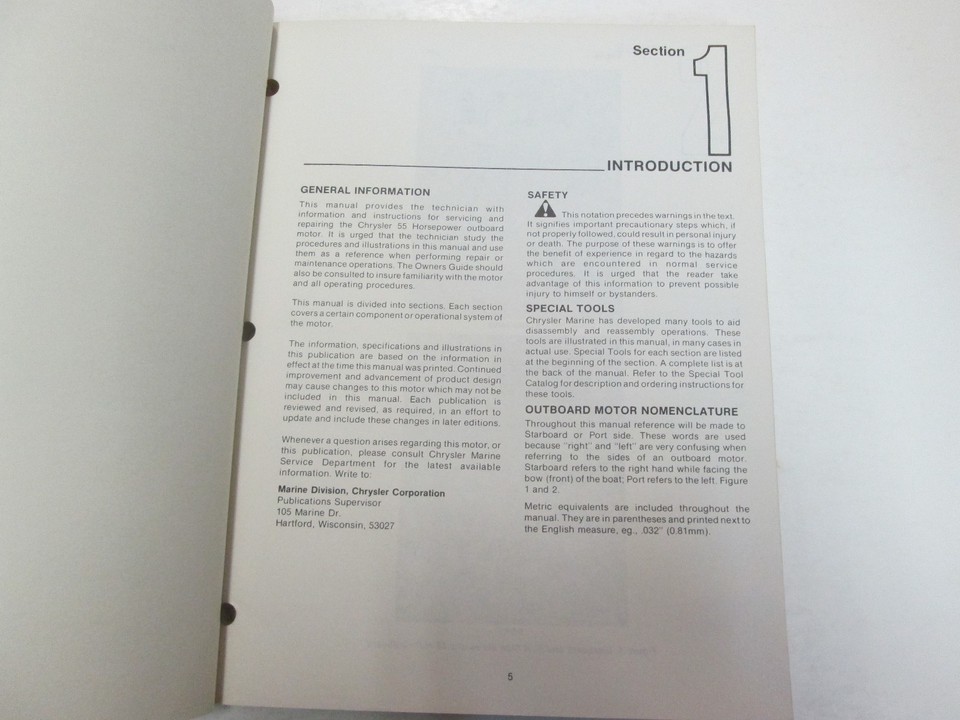 Section 1
INTRODUCTION
GENERAL INFORMATION
This manual provides the technician with
information and instructions for servicing and
repairing the Chrysler 55 Horsepower outboard
motor. It is urged that the technician study the
procedures and illustrations in this manual and use
them as a reference when performing repair or
maintenance operations. The Owners Guide should
also be consulted to insure familiarity with the motor
and all operating procedures.
This manual is divided into sections. Each section
covers a certain component or operational system of
the motor.
The information, specifications and illustrations in
this publication are based on the information in
effect at the time this manual was printed. Continued
improvement and advancement of product design
may cause changes to this motor which may not be
included in this manual. Each publication is
reviewed and revised, as required, in an effort to
update and include these changes in later editions.
Whenever a question arises regarding this motor, or
this publication, please consult Chrysler Marine
Service Department for the latest available
information. Write to:
Marine Division, Chrysler Corporation
Publications Supervisor
105 Marine Dr.
Hartford, Wisconsin, 53027
SAFETY
This notation precedes warnings in the text.
It signifies important precautionary steps which, if
not properly followed, could result in personal injury
or death. The purpose of these warnings is to offer
the benefit of experience in regard to the hazards
which are encountered in normal service
procedures. It is urged that the reader take
advantage of this information to prevent possible
injury to himself or bystanders.
SPECIAL TOOLS
Chrysler Marine has developed many tools to aid
disassembly and reassembly operations. These
tools are illustrated in this manual, in many cases in
actual use. Special Tools for each section are listed
at the beginning of the section. A complete list is at
the back of the manual. Refer to the Special Tool
Catalog for description and ordering instructions for
these tools.
OUTBOARD MOTOR NOMENCLATURE
Throughout this manual reference will be made to
Starboard or Port side. These words are used
because "right" and "left" are very confusing when
referring to the sides of an outboard motor.
Starboard refers to the right hand while facing the
bow (front) of the boat; Port refers to the left. Figure
1 and 2.
Metric equivalents are included throughout the
manual. They are in parentheses and printed next to
the English measure, eg., .032" (0.81mm).
5